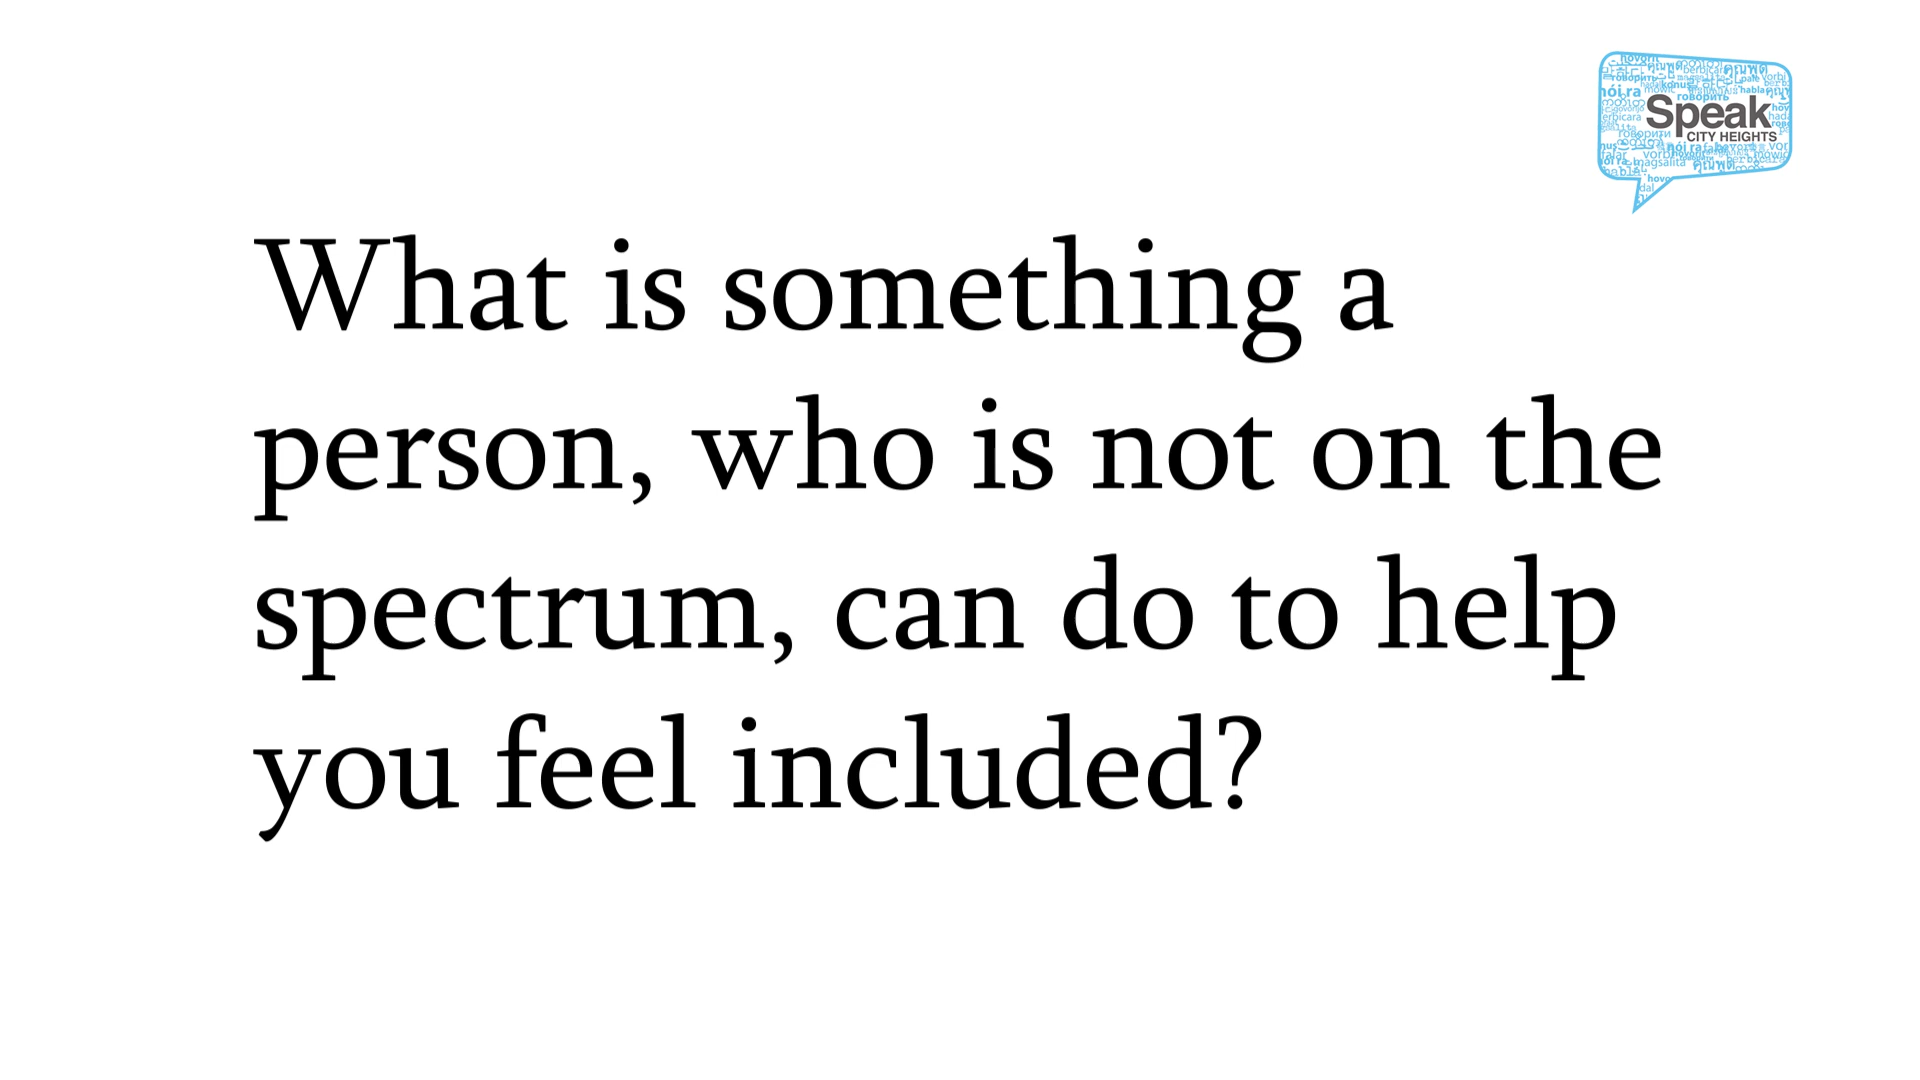 Speak
CITY HEIGHTS
What is something a
person, who is not on the
spectrum, can do to help
you feel included?